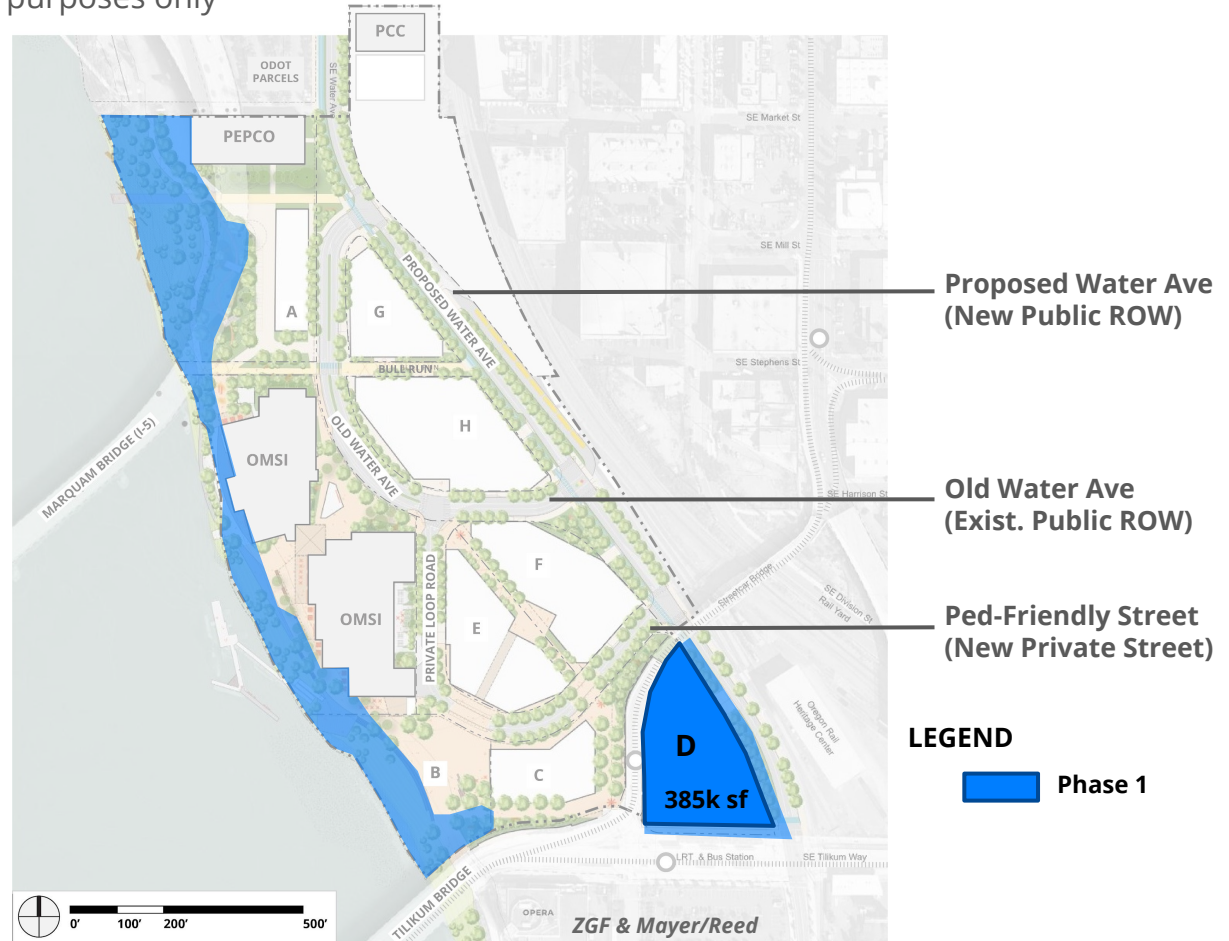 purposes only
PCC
ODOT
PARCELS
SE Water Ave
SE Market St
PEPCO
SE Mill St
PROPOSED WATER AVE
Proposed Water Ave
(New Public ROW)
A
G
SE Stephens St
BULL RUN
MARQUAM BRIDGE (I-5)
OLD WATER AVE
H
OMSI
SE Harrison St
Old Water Ave
(Exist. Public ROW)
PRIVATE LOOP ROAD
F
Streetcar Bridge
SE Division St
Rail Yard
OMSI
E
Ped-Friendly Street
(New Private Street)
Oregon Rail
Heritage Center
D
385k sf
LEGEND
Phase 1
B
C
LRT & Bus Station
SE Tilikum Way
TILIKUM BRIDGE
0'
100'
200'
500'
OPERA
ZGF & Mayer/Reed